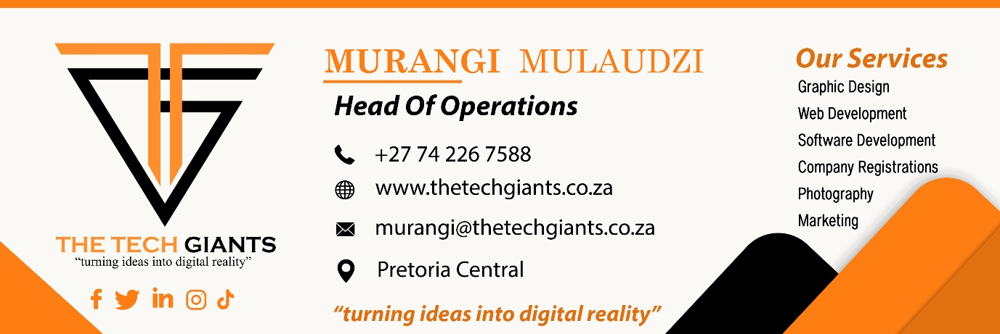 THE TECH GIANTS
“turning ideas into digital reality”
MURANGI MULAUDZI
Head Of Operations
+27 74 226 7588
www.thetechgiants.co.za
murangi@thetechgiants.co.za
Pretoria Central
“turning ideas into digital reality”
Our Services
Graphic Design
Web Development
Software Development
Company Registrations
Photography
Marketing